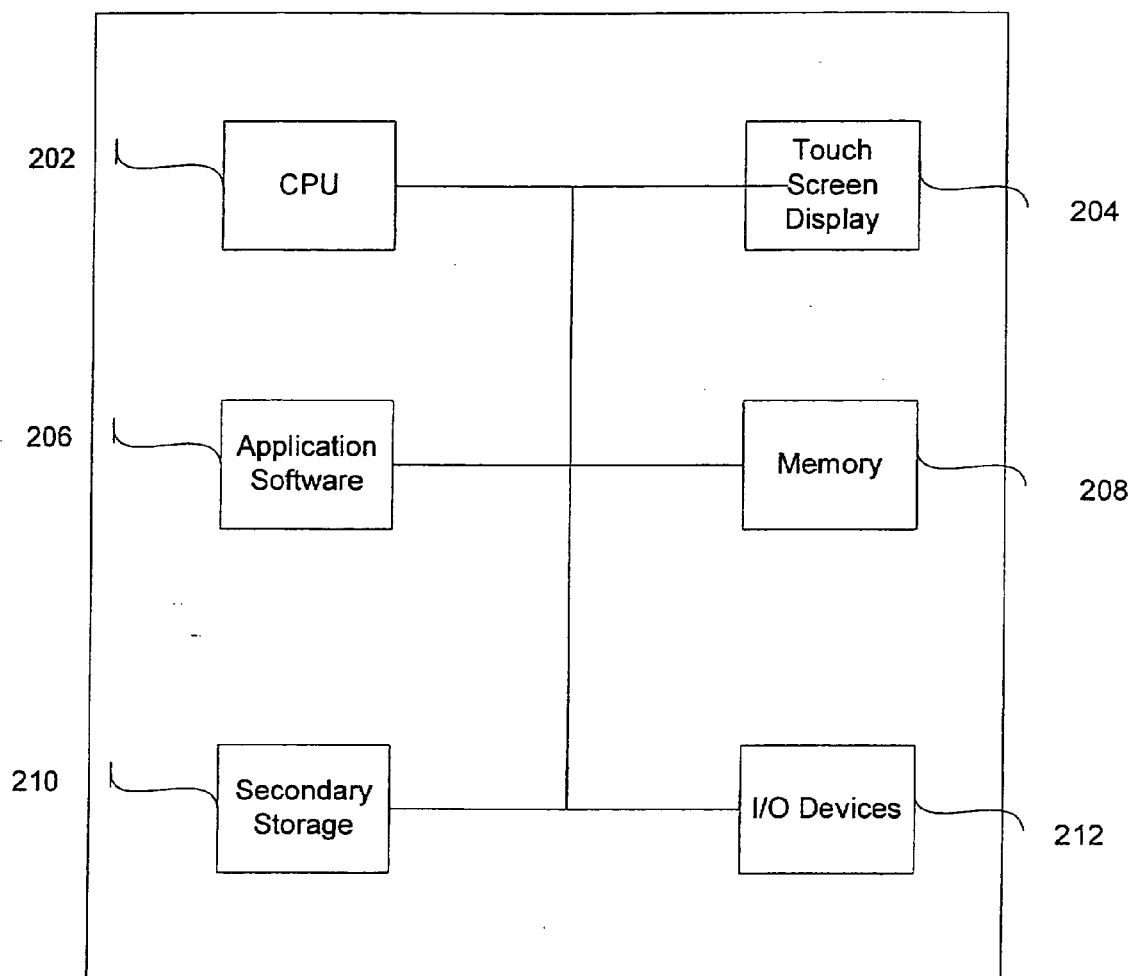 202
CPU
Touch
Screen
Display
204
206
Application
Software
Memory
208
210
Secondary
Storage
I/O Devices
212